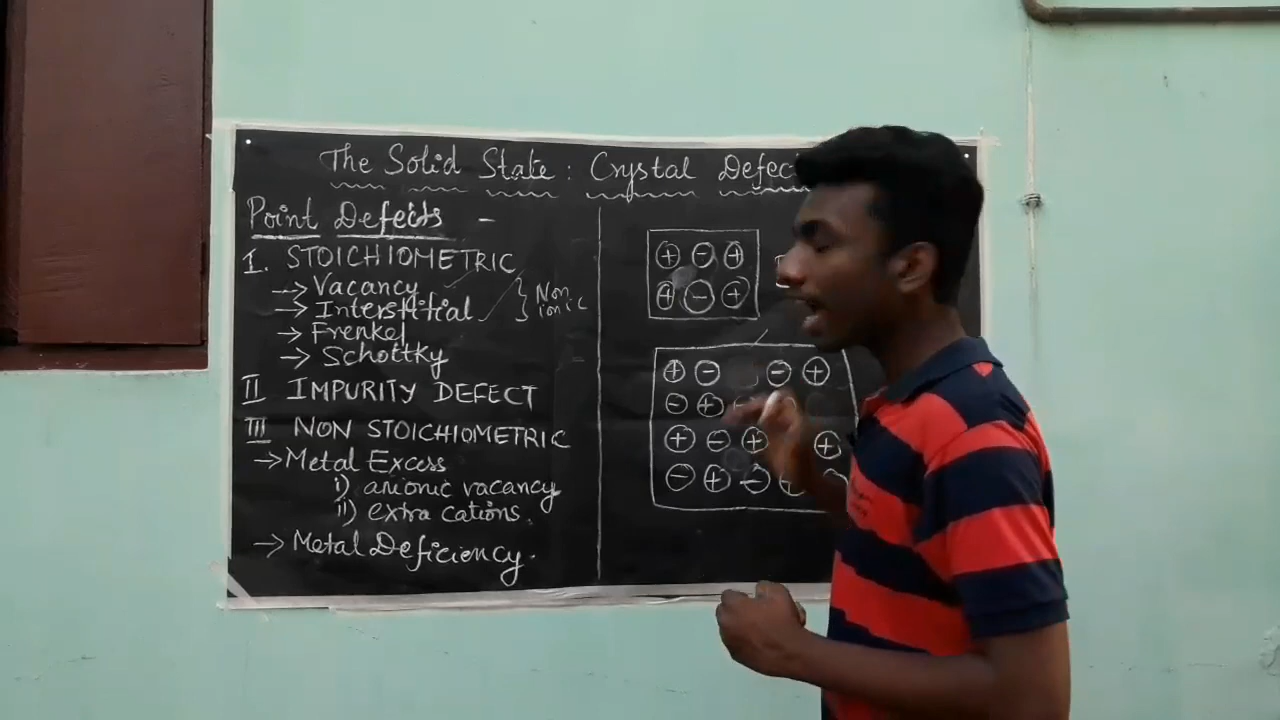 The Solid State : Crystal Defec
Point Defects -
I. STOICHIOMETRIC
→ Vacancy
→ Interstitial } Non ionic
→ Frenkel
→ Schottky
II IMPURITY DEFECT
III NON STOICHIOMETRIC
→ Metal Excess
i) anionic vacancy
ii) extra cations.
→ Metal Deficiency.
+ - +
+ - +
+ - - +
- +
+ - + +
- + - +